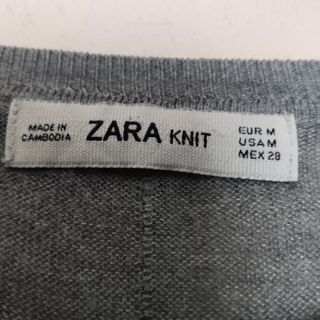 MADE IN
CAMBODIA
ZARA KNIT
EUR M
USA M
MEX 28